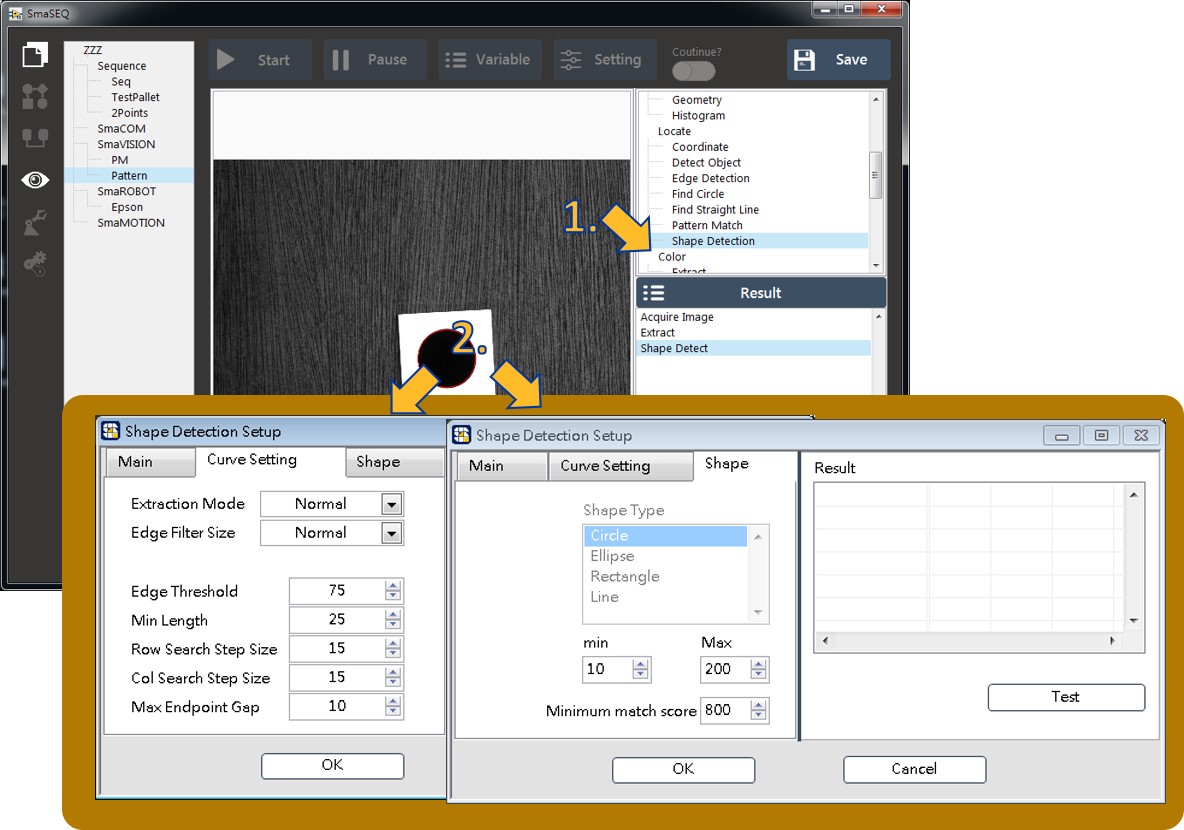 SmaSEQ
ZZZ
Sequence
Seq
TestPallet
2Points
SmaCOM
SmaVISION
PM
Pattern
SmaROBOT
Epson
SmaMOTION
Start
Pause
Variable
Setting
Coutinue?
Save
Geometry
Histogram
Locate
Coordinate
Detect Object
Edge Detection
Find Circle
Find Straight Line
Pattern Match
Shape Detection
Color
Extract
1.
Result
Acquire Image
Extract
Shape Detect
2.
Shape Detection Setup
Main
Curve Setting
Shape
Extraction Mode Normal
Edge Filter Size Normal
Edge Threshold 75
Min Length 25
Row Search Step Size 15
Col Search Step Size 15
Max Endpoint Gap 10
OK
Shape Detection Setup
Main
Curve Setting
Shape
Shape Type
Circle
Ellipse
Rectangle
Line
min Max
10 200
Minimum match score 800
OK
Result
Test
Cancel